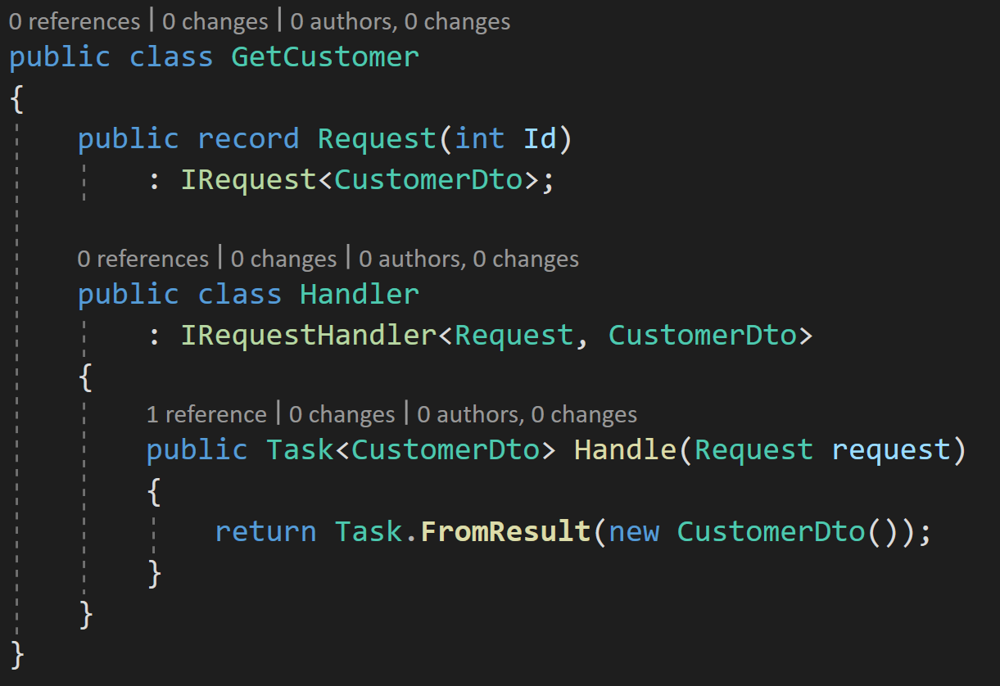 0 references | 0 changes | 0 authors, 0 changes
public class GetCustomer
{
    public record Request(int Id)
        : IRequest<CustomerDto>;

    0 references | 0 changes | 0 authors, 0 changes
    public class Handler
        : IRequestHandler<Request, CustomerDto>
    {
        1 reference | 0 changes | 0 authors, 0 changes
        public Task<CustomerDto> Handle(Request request)
        {
            return Task.FromResult(new CustomerDto());
        }
    }
}